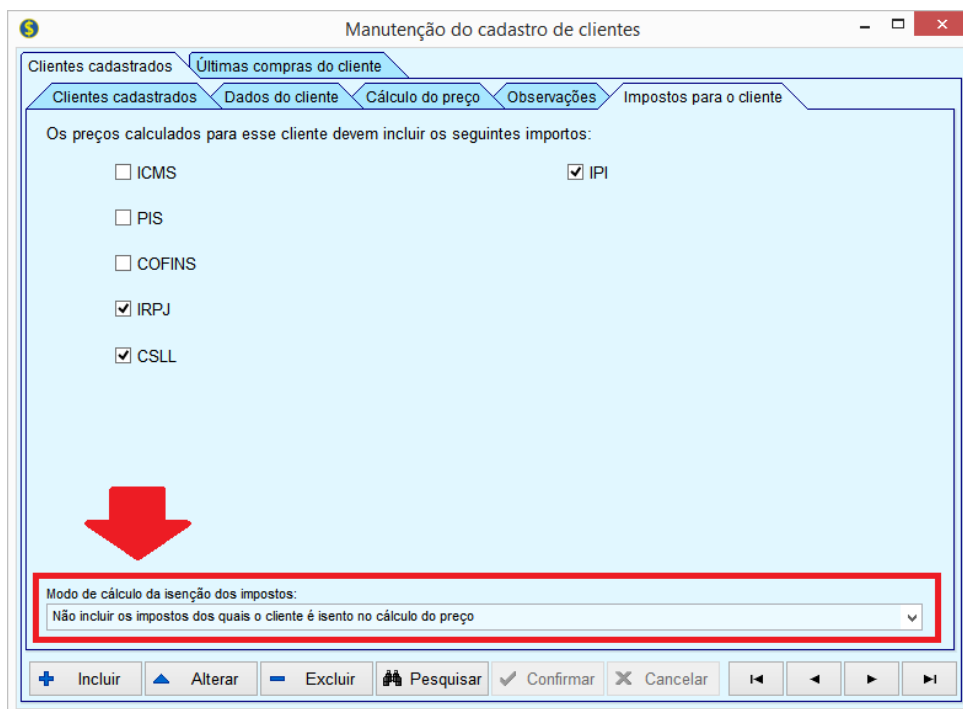 Manutenção do cadastro de clientes
Clientes cadastrados Últimas compras do cliente
Clientes cadastrados Dados do cliente Cálculo do preço Observações Impostos para o cliente
Os preços calculados para esse cliente devem incluir os seguintes importos:
ICMS IPI
PIS
COFINS
IRPJ
CSLL
Modo de cálculo da isenção dos impostos:
Não incluir os impostos dos quais o cliente é isento no cálculo do preço
Incluir Alterar Excluir Pesquisar Confirmar Cancelar